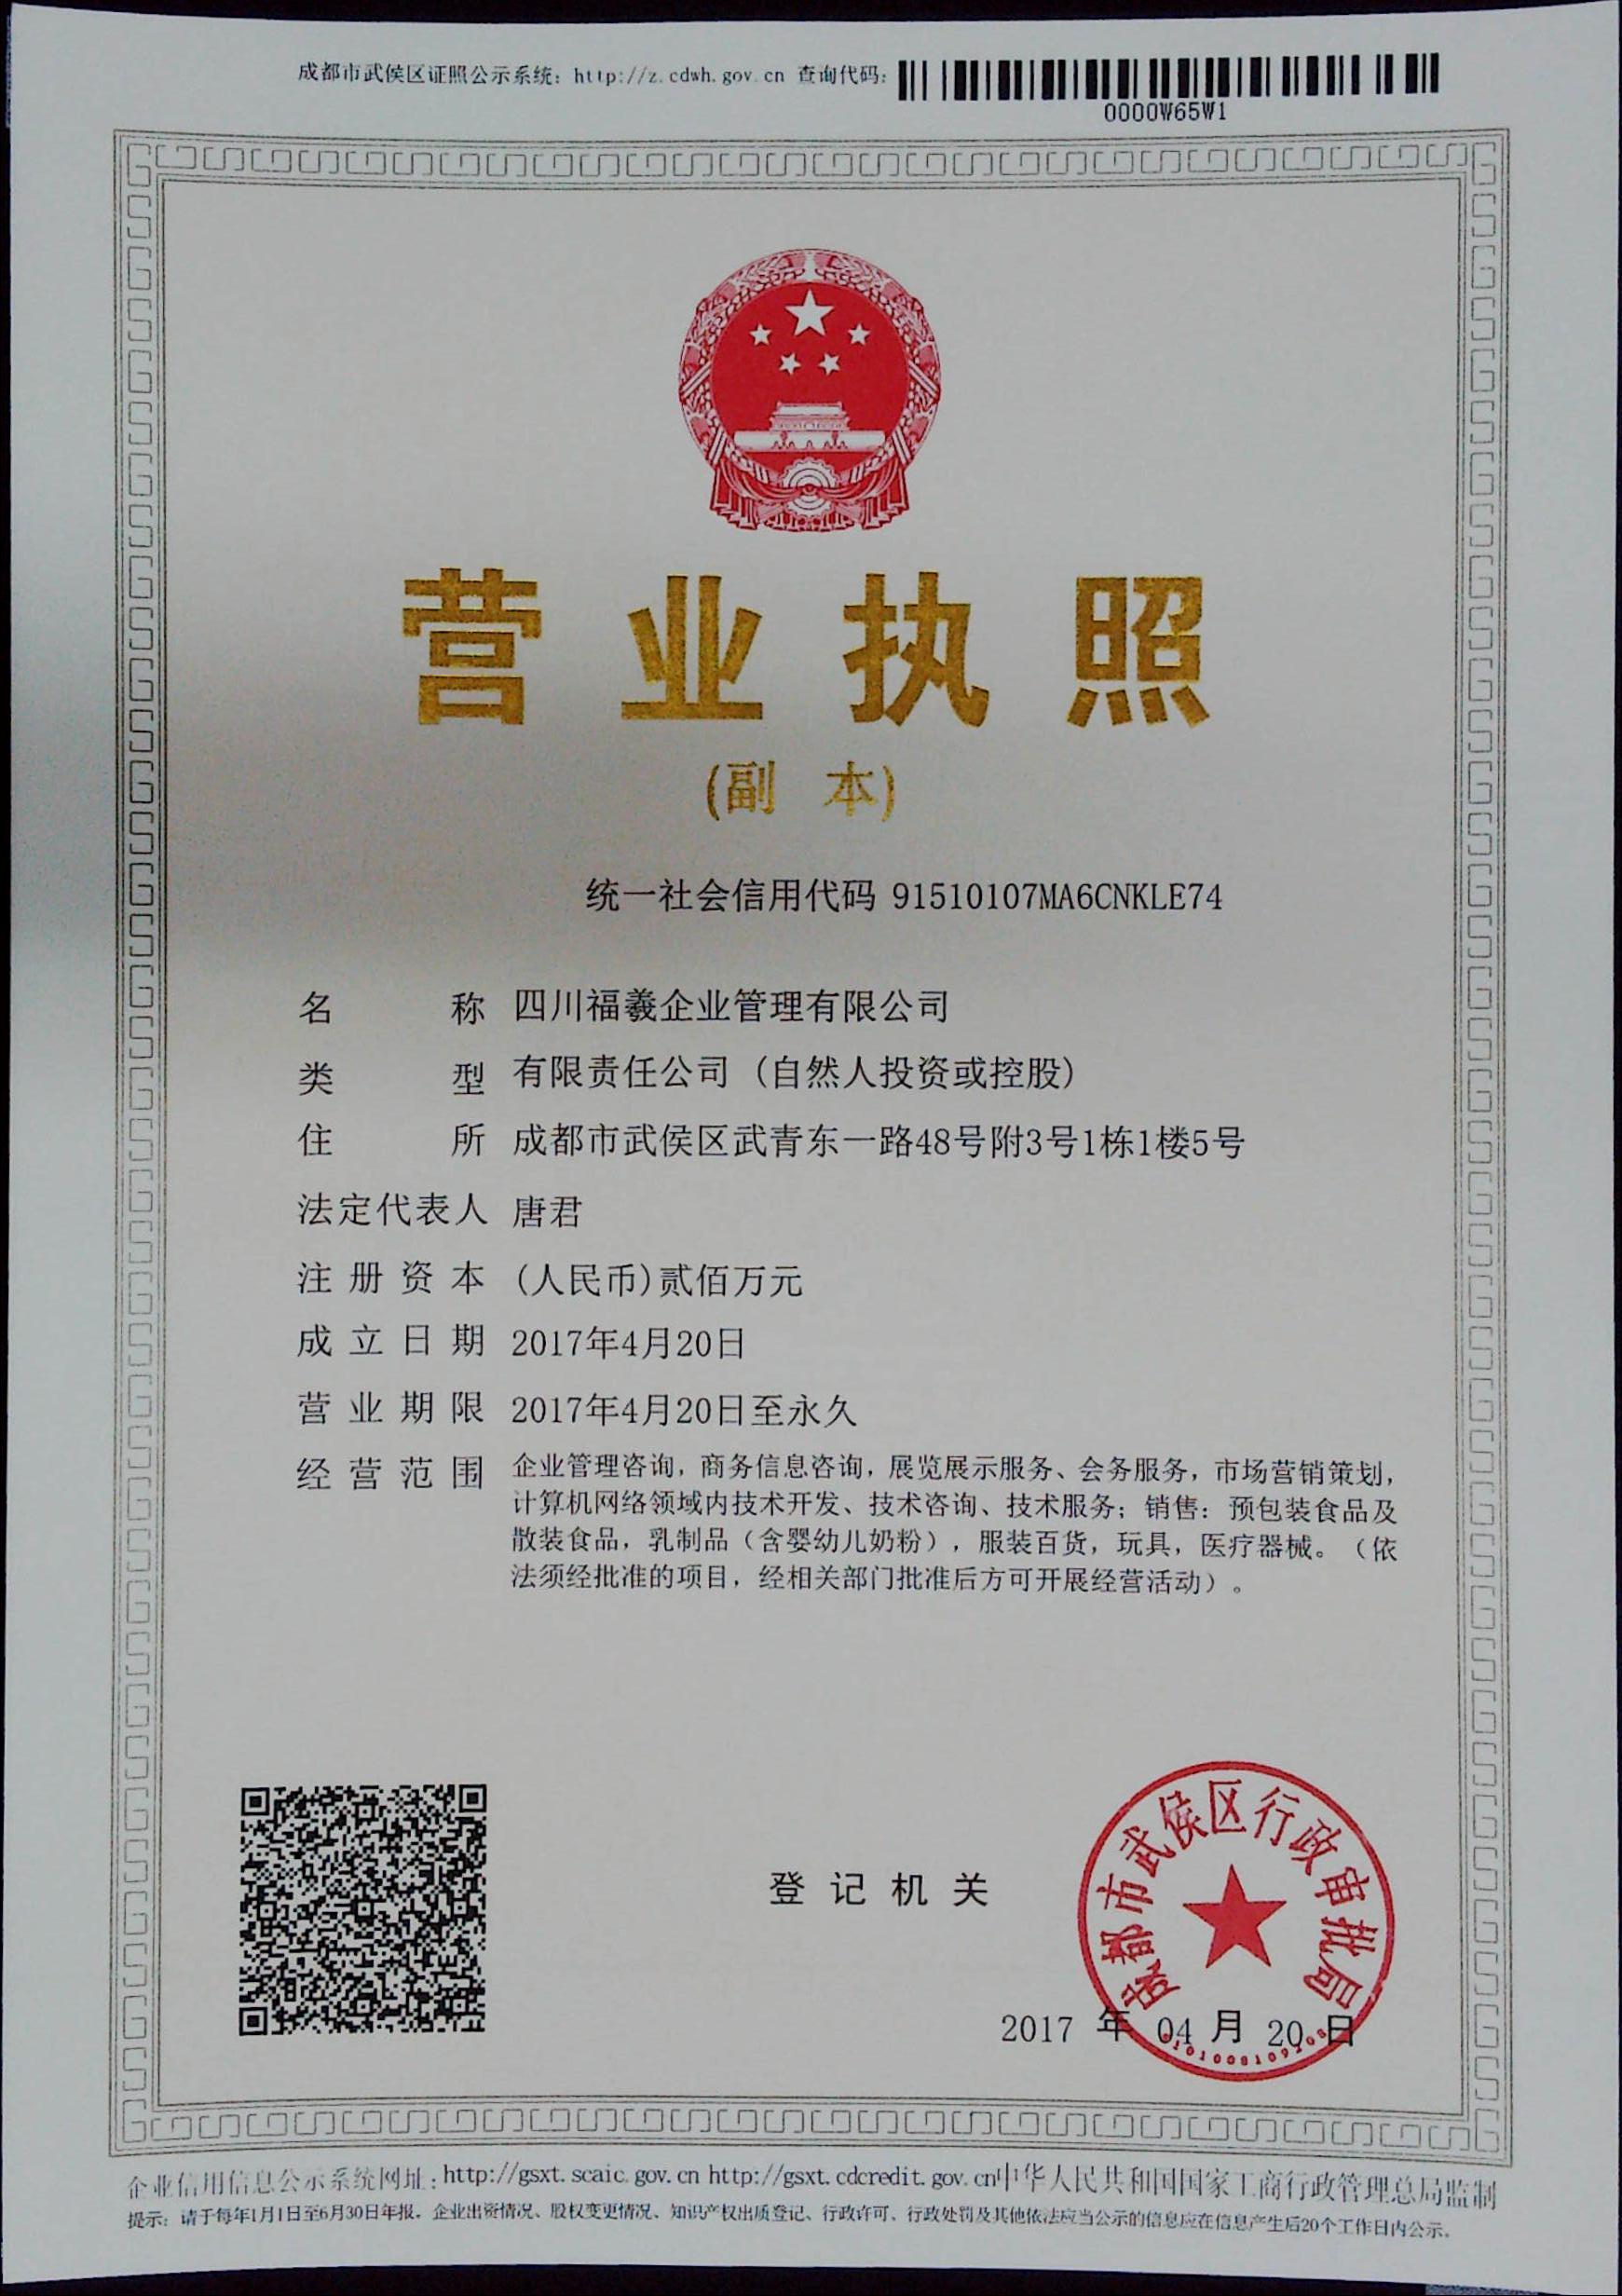 成都市武侯区证照公示系统：http://z.cdwh.gov.cn 查询代码：
0000W65W1
营业执照
(副 本)
统一社会信用代码 91510107MA6CNKLE74
名 称 四川福羲企业管理有限公司
类 型 有限责任公司（自然人投资或控股）
住 所 成都市武侯区武青东一路48号附3号1栋1楼5号
法定代表人 唐君
注册资本 (人民币)贰佰万元
成立日期 2017年4月20日
营业期限 2017年4月20日至永久
经营范围 企业管理咨询，商务信息咨询，展览展示服务、会务服务，市场营销策划，
计算机网络领域内技术开发、技术咨询、技术服务；销售：预包装食品及
散装食品，乳制品（含婴幼儿奶粉），服装百货，玩具，医疗器械。（依
法须经批准的项目，经相关部门批准后方可开展经营活动）。
成都市武侯区行政审批局
登记机关
2017 年 04 月 20 日
企业信用信息公示系统网址：http://gsxt.scaic.gov.cn http://gsxt.cdcredit.gov.cn中华人民共和国国家工商行政管理总局监制
提示：请于每年1月1日至6月30日年报。企业出资情况、股权变更情况、知识产权出质登记、行政许可、行政处罚及其他依法应当公示的信息应在信息产生后20个工作日内公示。